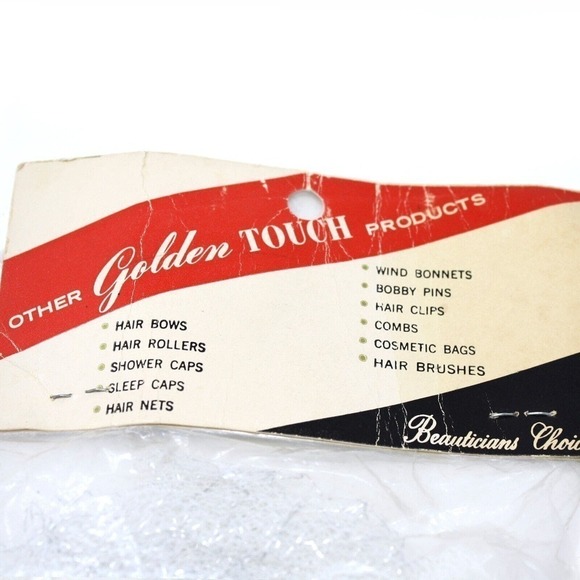 OTHER Golden TOUCH PRODUCTS
HAIR BOWS
HAIR ROLLERS
SHOWER CAPS
SLEEP CAPS
HAIR NETS
WIND BONNETS
BOBBY PINS
HAIR CLIPS
COMBS
COSMETIC BAGS
HAIR BRUSHES
Beauticians Choi